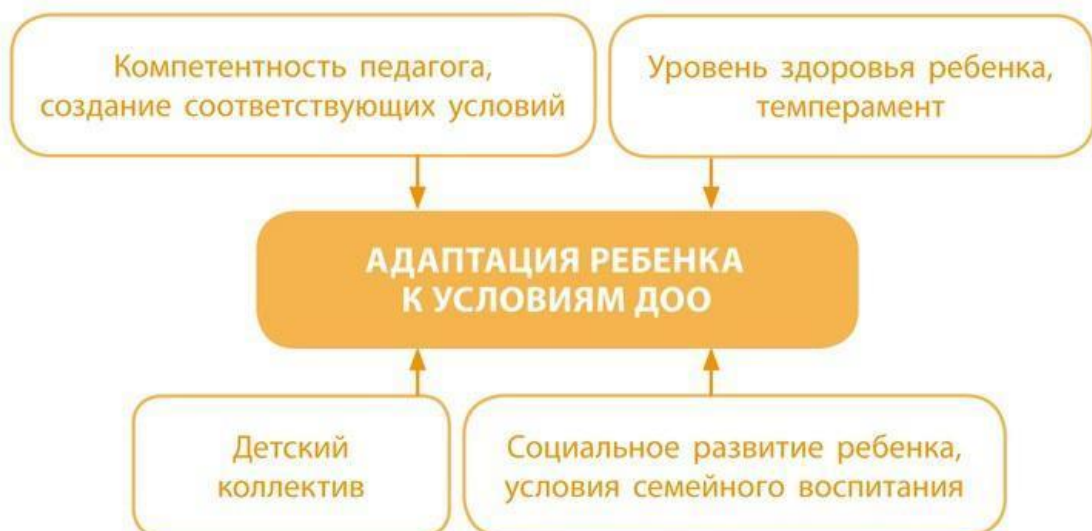 Компетентность педагога,
создание соответствующих условий
Уровень здоровья ребенка,
темперамент
АДАПТАЦИЯ РЕБЕНКА
К УСЛОВИЯМ ДОО
Детский
коллектив
Социальное развитие ребенка,
условия семейного воспитания